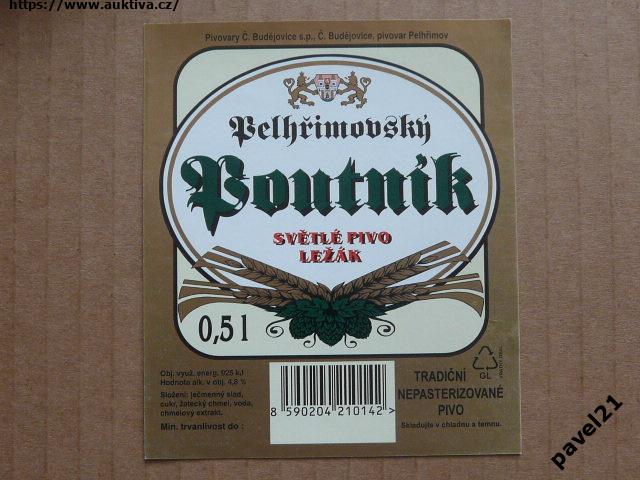 https://www.auktiva.cz/
Pivovary Č. Budějovice s.p., Č. Budějovice, pivovar Pelhřimov
Pelhřimovský
Poutník
SVĚTLÉ PIVO
LEŽÁK
0,5 l
Obj. využ. energ. 925 kJ
Hodnota alk. v obj. 4,8 %
Složení: ječmenný slad,
cukr, žatecký chmel, voda,
chmelový extrakt.
Min. trvanlivost do :
8 590204 210142 >
TRADIČNÍ
NEPASTERIZOVANÉ
PIVO
Skladujte v chladnu a temnu.
GL
pavel21